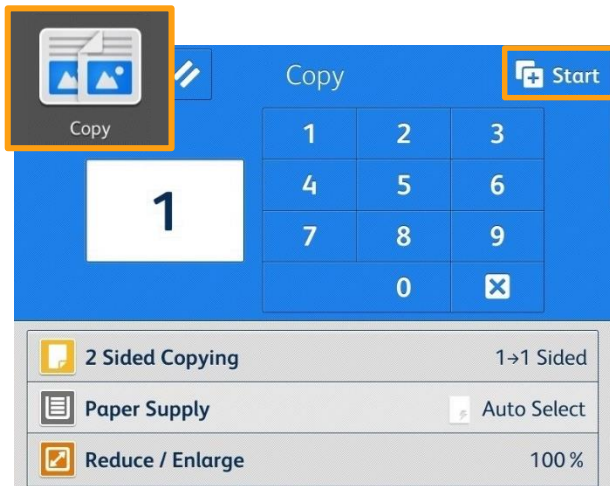 Copy
Start
Copy
1 2 3
1
4 5 6
7 8 9
0
2 Sided Copying 1→1 Sided
Paper Supply Auto Select
Reduce / Enlarge 100 %